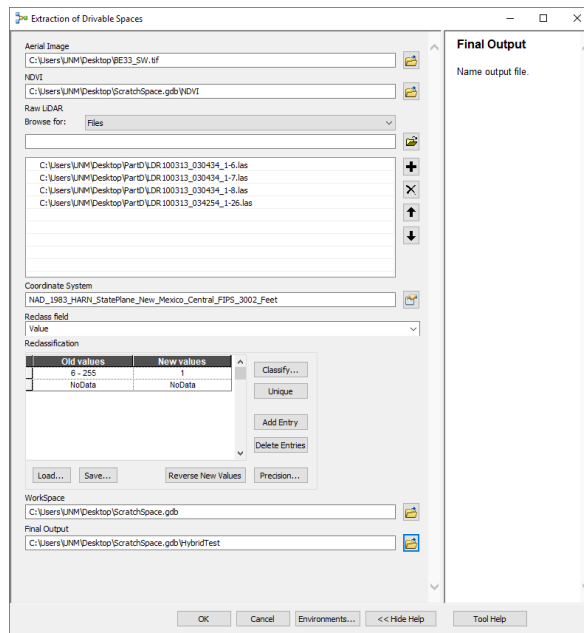 Extraction of Drivable Spaces
Aerial Image
C:\Users\UNM\Desktop\BE33_SW.tif
NDVI
C:\Users\UNM\Desktop\ScratchSpace.gdb\NDVI
Raw LiDAR
Browse for: Files
C:\Users\UNM\Desktop\PartD\LDR100313_030434_1-6.las
C:\Users\UNM\Desktop\PartD\LDR100313_030434_1-7.las
C:\Users\UNM\Desktop\PartD\LDR100313_030434_1-8.las
C:\Users\UNM\Desktop\PartD\LDR100313_034254_1-26.las
Coordinate System
NAD_1983_HARN_StatePlane_New_Mexico_Central_FIPS_3002_Feet
Reclass field
Value
Reclassification
Old values New values
6 - 255 1
NoData NoData
Classify...
Unique
Add Entry
Delete Entries
Load... Save... Reverse New Values Precision...
WorkSpace
C:\Users\UNM\Desktop\ScratchSpace.gdb
Final Output
C:\Users\UNM\Desktop\ScratchSpace.gdb\HybridTest
OK Cancel Environments... << Hide Help Tool Help
Final Output
Name output file.